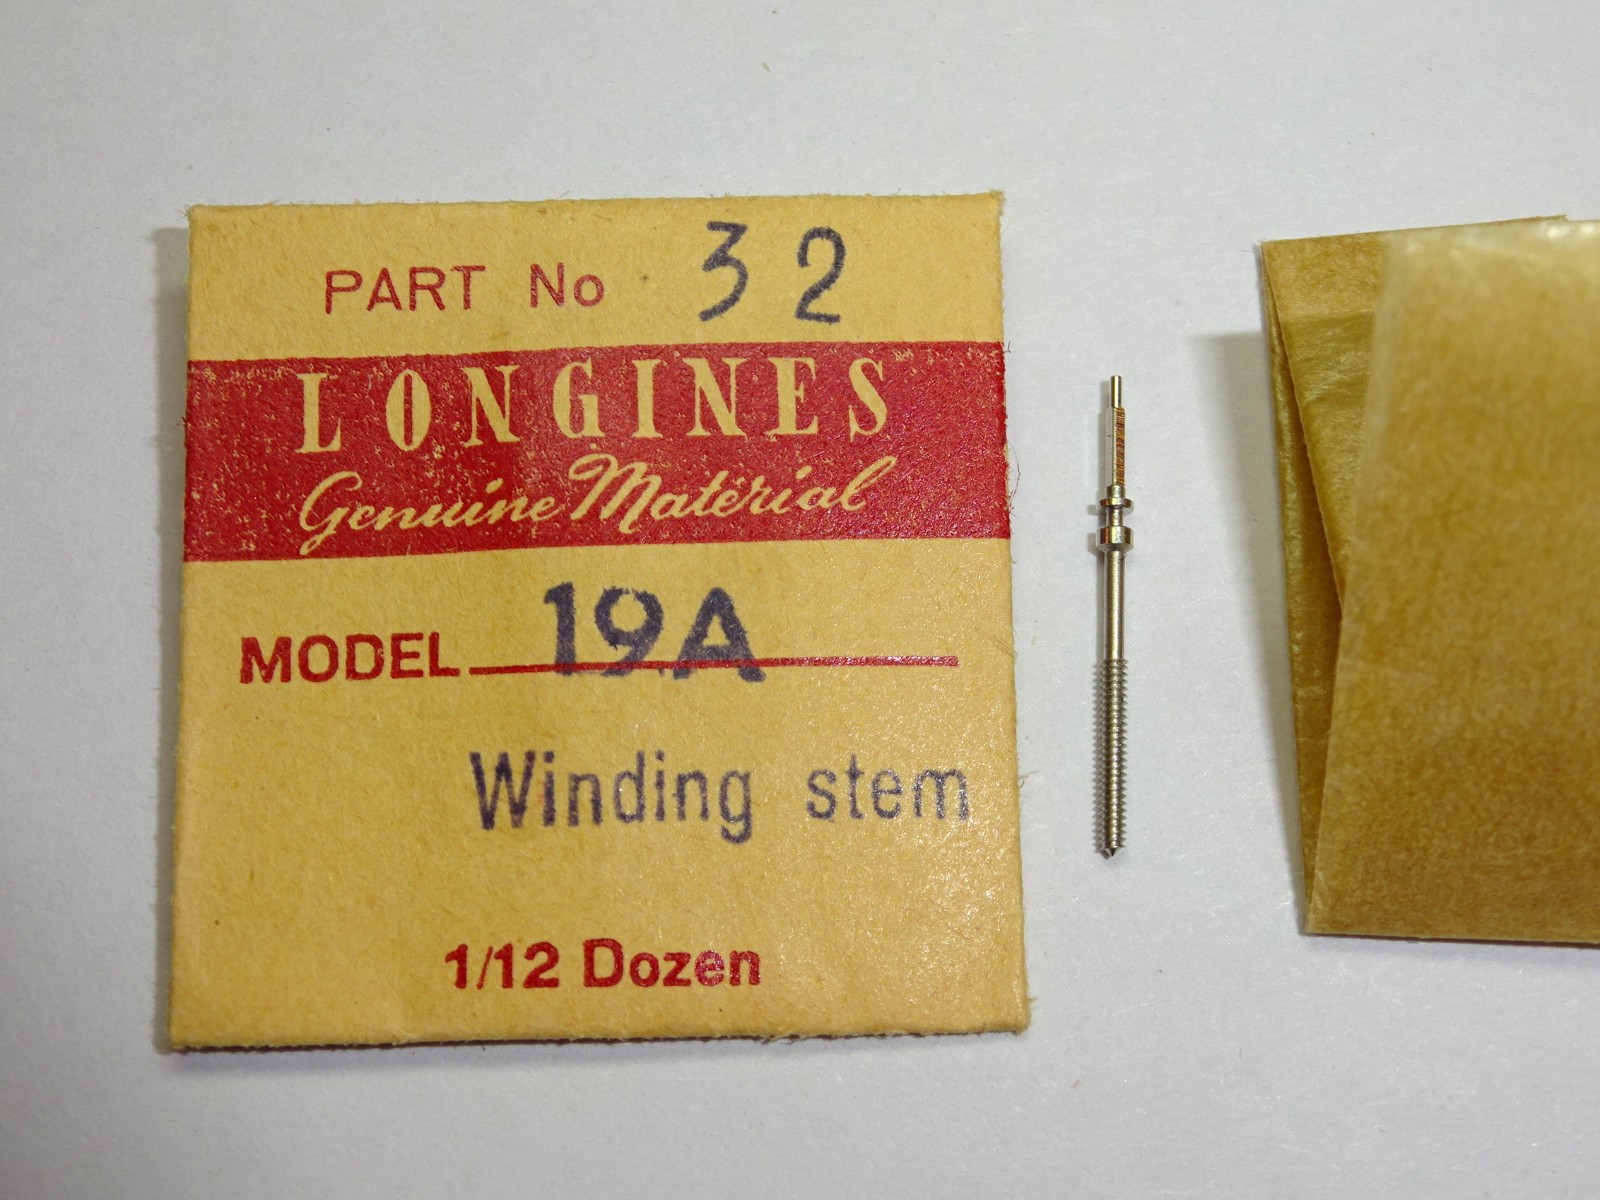 PART No 32
LONGINES
Genuine Matérial
MODEL 19A
Winding stem
1/12 Dozen